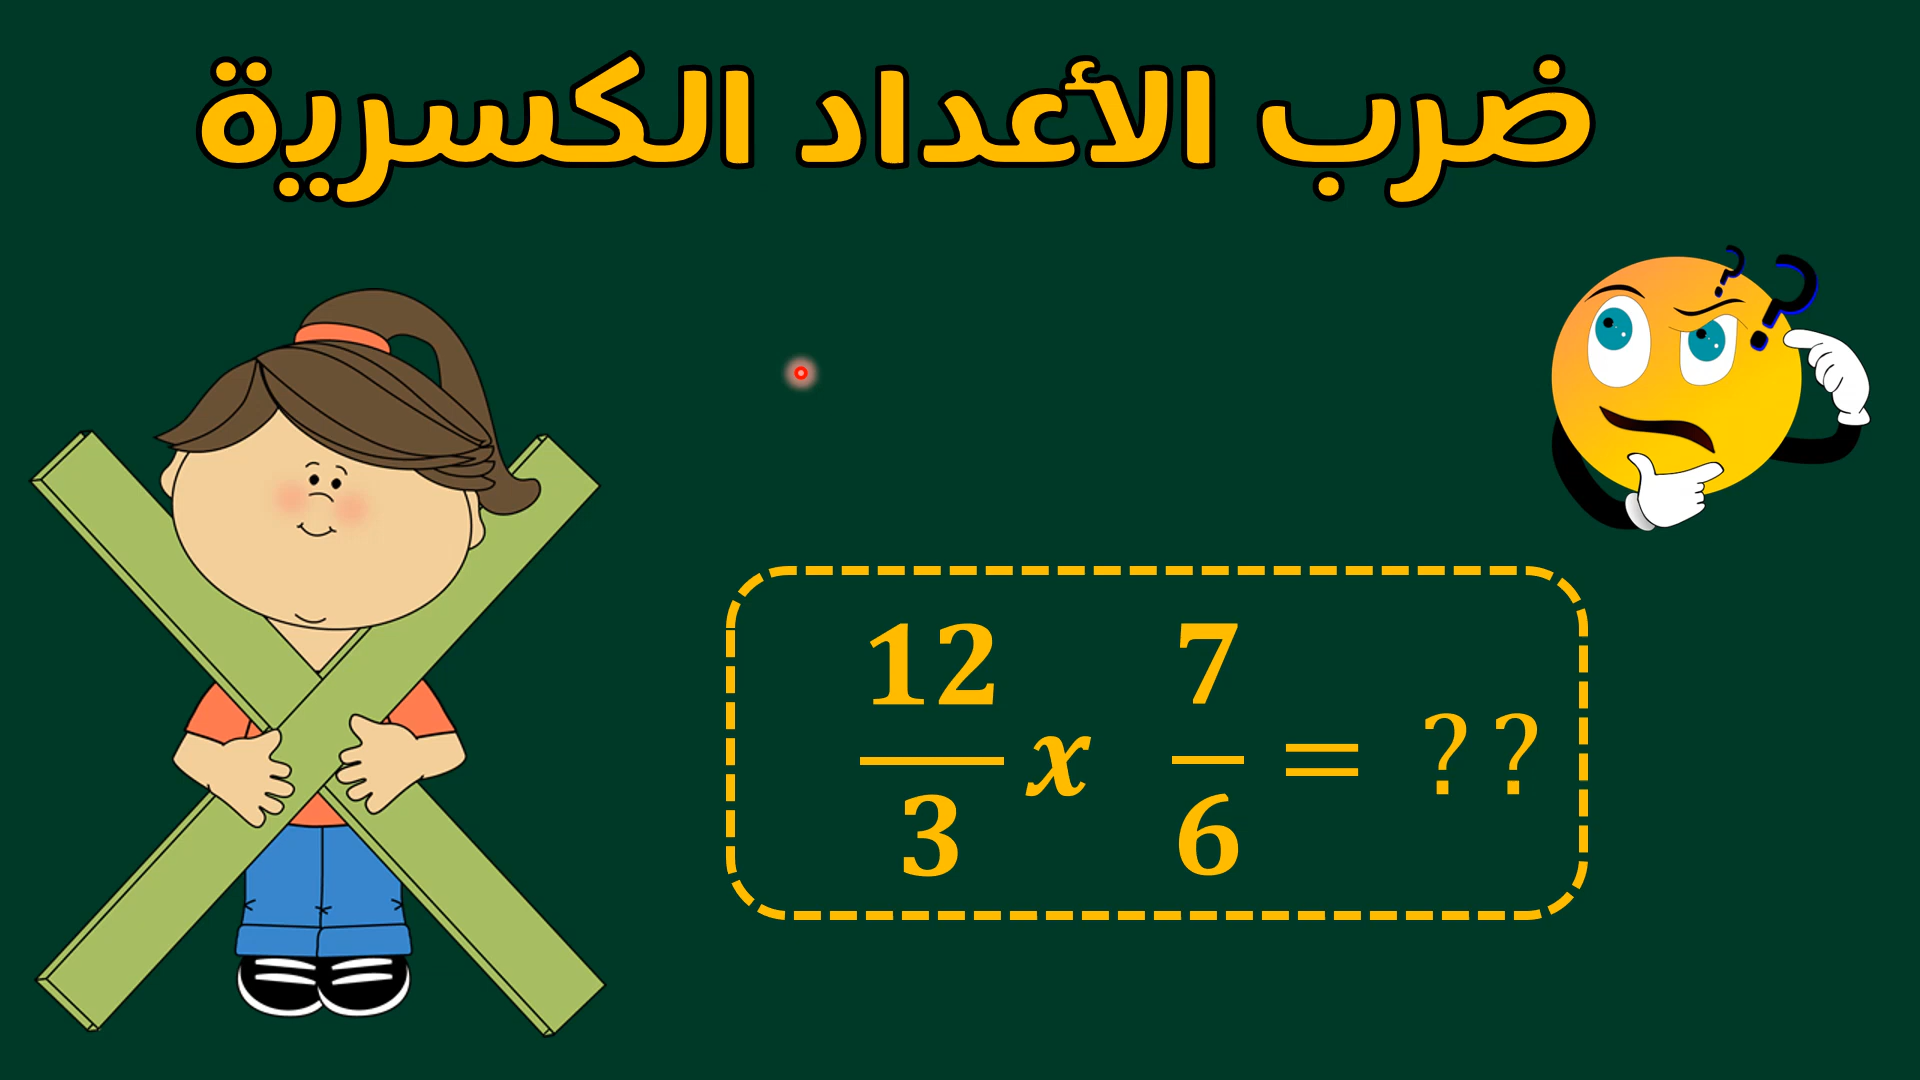 ضرب الأعداد الكسرية
? ?
12/3 x 7/6 = ? ?